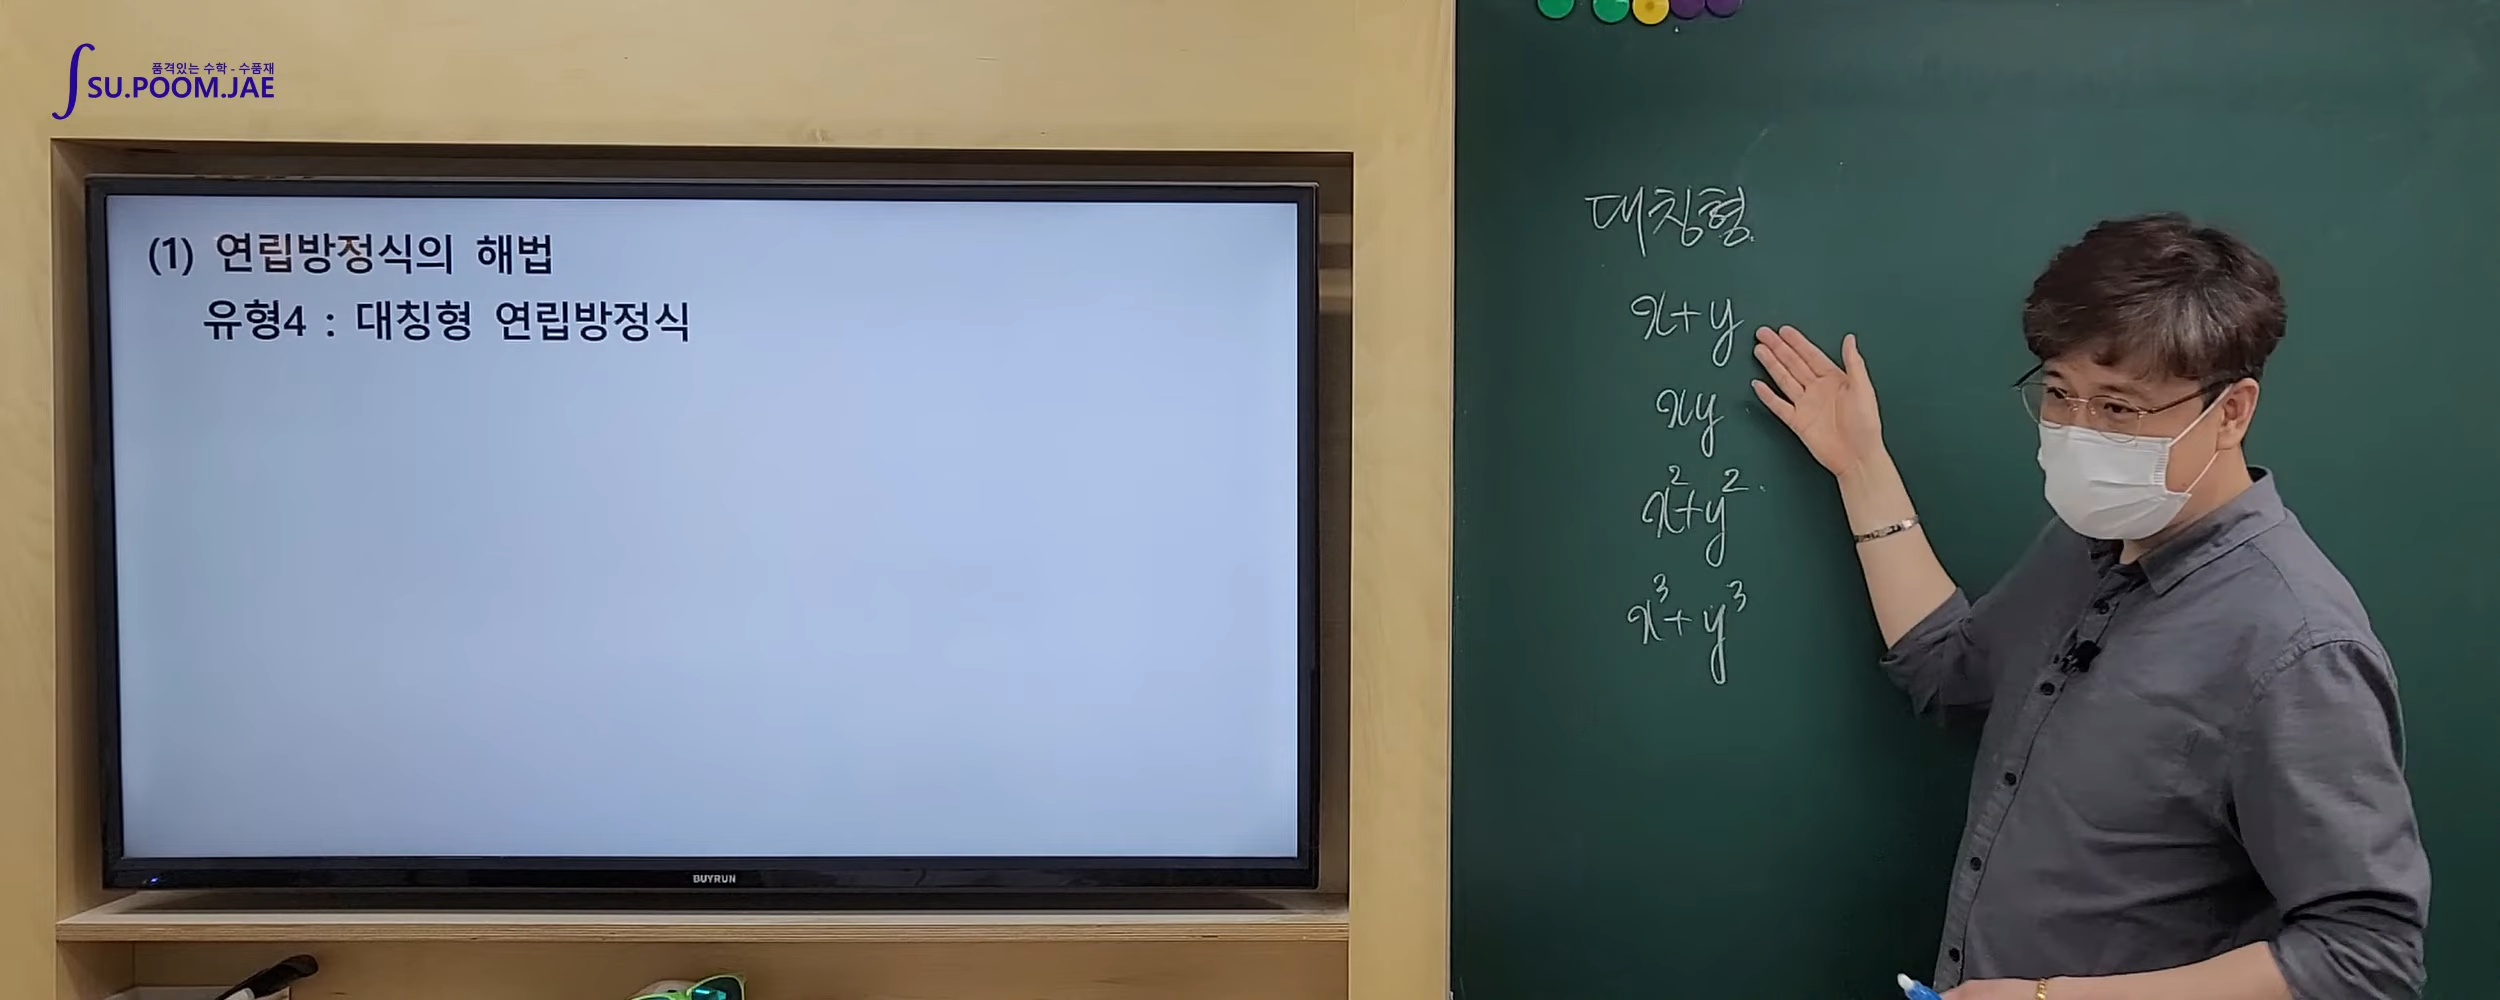 품격있는 수학 - 수품재
SU.POOM.JAE
(1) 연립방정식의 해법
유형4 : 대칭형 연립방정식
BUYRUN
대칭형
x+y
xy
x²+y²
x³+y³